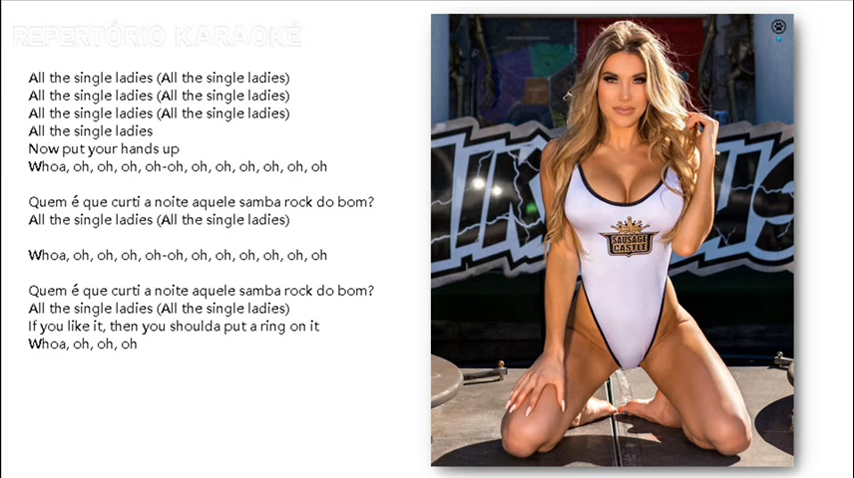 REPERTÓRIO KARAOKÊ
All the single ladies (All the single ladies)
All the single ladies (All the single ladies)
All the single ladies (All the single ladies)
All the single ladies
Now put your hands up
Whoa, oh, oh, oh, oh-oh, oh, oh, oh, oh, oh, oh
Quem é que curti a noite aquele samba rock do bom?
All the single ladies (All the single ladies)
Whoa, oh, oh, oh, oh-oh, oh, oh, oh, oh, oh, oh
Quem é que curti a noite aquele samba rock do bom?
All the single ladies (All the single ladies)
If you like it, then you shoulda put a ring on it
Whoa, oh, oh, oh
SAUSAGE
CASTLE